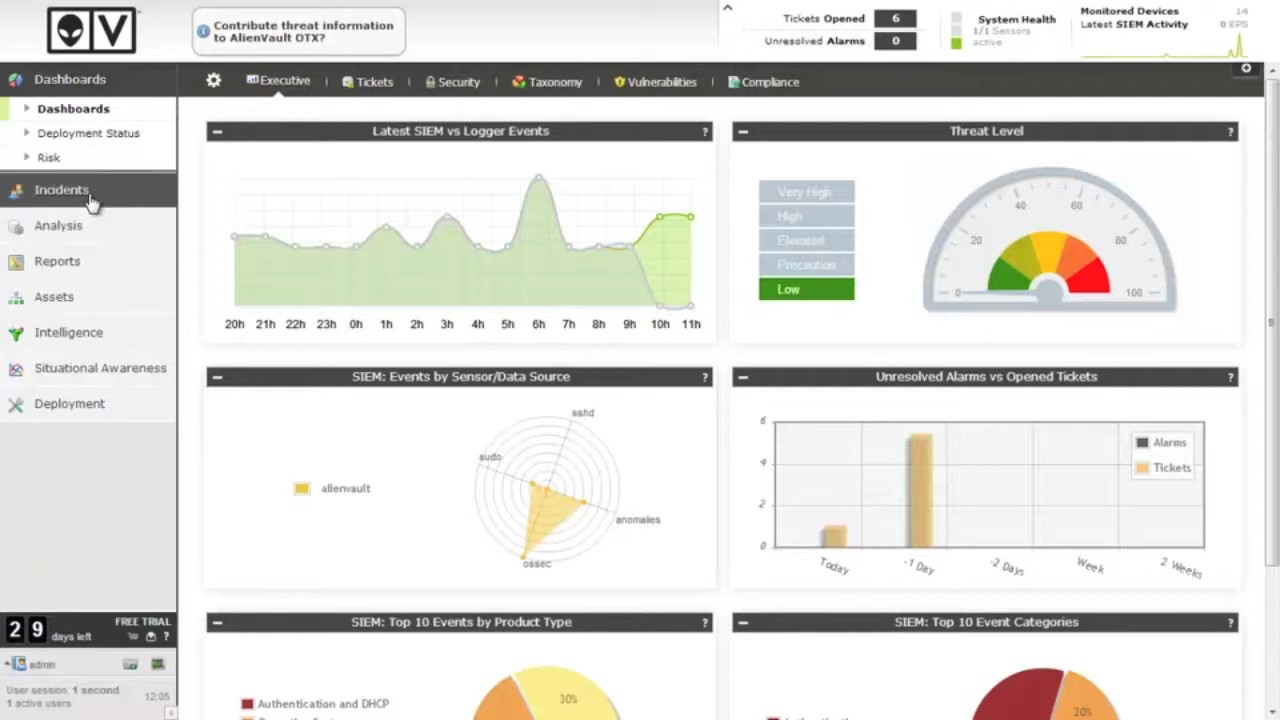 V
Contribute threat information
to AlienVault OTX?
Tickets Opened 6
Unresolved Alarms 0
System Health
1/1 Sensors
active
Monitored Devices 14
Latest SIEM Activity 0 EPS
Dashboards
Dashboards
Deployment Status
Risk
Incidents
Analysis
Reports
Assets
Intelligence
Situational Awareness
Deployment
29 days left
FREE TRIAL
?
admin
User session: 1 second
1 active users
12:05
Executive
Tickets
Security
Taxonomy
Vulnerabilities
Compliance
Latest SIEM vs Logger Events ?
20h 21h 22h 23h 0h 1h 2h 3h 4h 5h 6h 7h 8h 9h 10h 11h
Threat Level ?
Very High
High
Elevated
Precaution
Low
0 20 40 60 80 100
SIEM: Events by Sensor/Data Source ?
alienvault
sshd
sudo
anomalies
ossec
Unresolved Alarms vs Opened Tickets ?
6
4
2
0
Alarms
Tickets
Today -1 Day -2 Days Week 2 Weeks
SIEM: Top 10 Events by Product Type ?
Authentication and DHCP
30%
SIEM: Top 10 Event Categories ?
20%